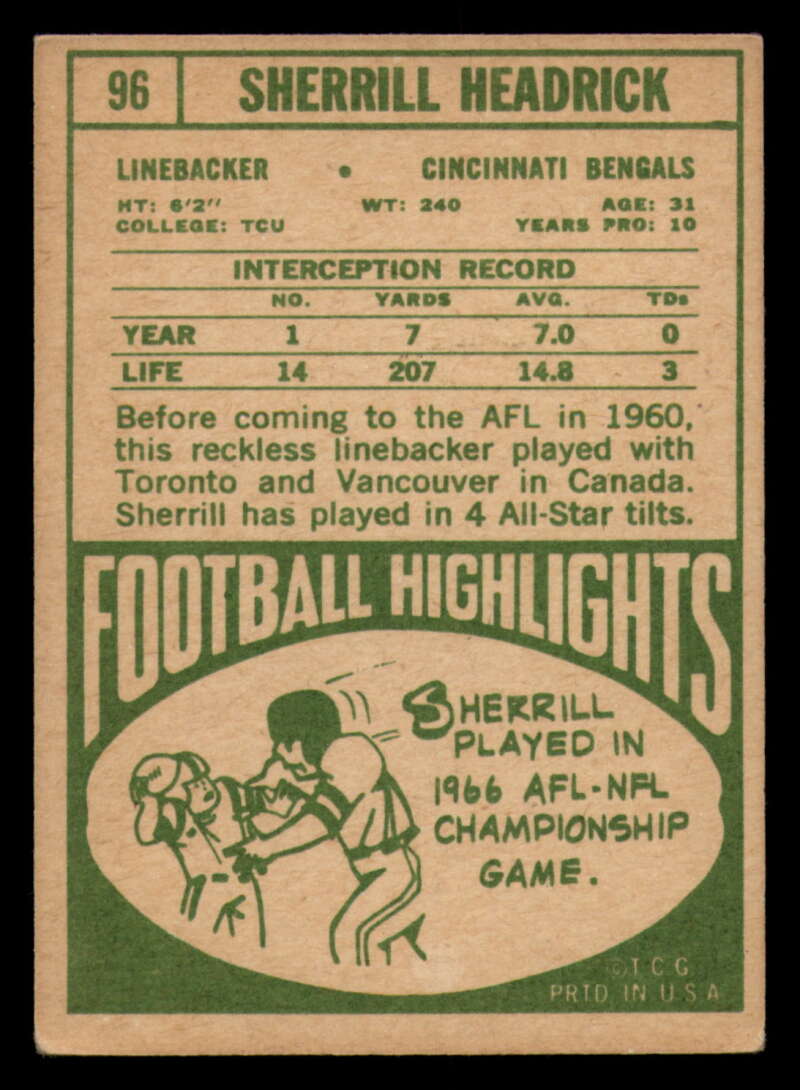 96 SHERRILL HEADRICK
LINEBACKER • CINCINNATI BENGALS
HT: 6'2" WT: 240 AGE: 31
COLLEGE: TCU YEARS PRO: 10
INTERCEPTION RECORD
NO. YARDS AVG. TDs
YEAR 1 7 7.0 0
LIFE 14 207 14.8 3
Before coming to the AFL in 1960,
this reckless linebacker played with
Toronto and Vancouver in Canada.
Sherrill has played in 4 All-Star tilts.
FOOTBALL HIGHLIGHTS
SHERRILL
PLAYED IN
1966 AFL-NFL
CHAMPIONSHIP
GAME.
© T C G
PRTD IN U S A